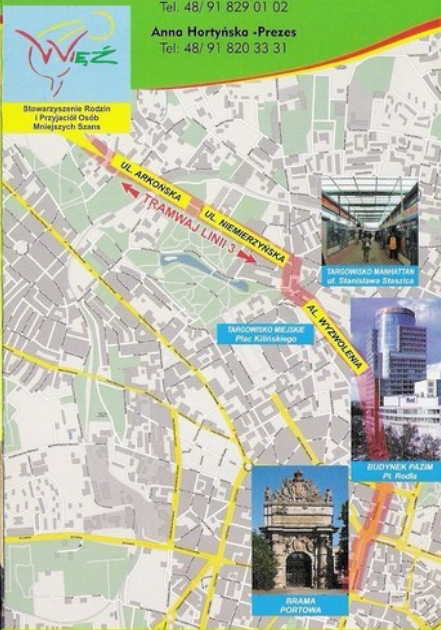 Tel. 48/ 91 829 01 02
Anna Hortyńska -Prezes
Tel: 48/ 91 820 33 31
WIĘŹ
Stowarzyszenie Rodzin
i Przyjaciół Osób
Mniejszych Szans
UL. ARKOŃSKA
TRAMWAJ LINII 3
UL. NIEMIERZYŃSKA
TARGOWISKO MANHATTAN
ul. Stanisława Staszica
TARGOWISKO MIEJSKIE
Plac Kilińskiego
AL. WYZWOLENIA
BUDYNEK PAZIM
Pl. Rodła
BRAMA
PORTOWA